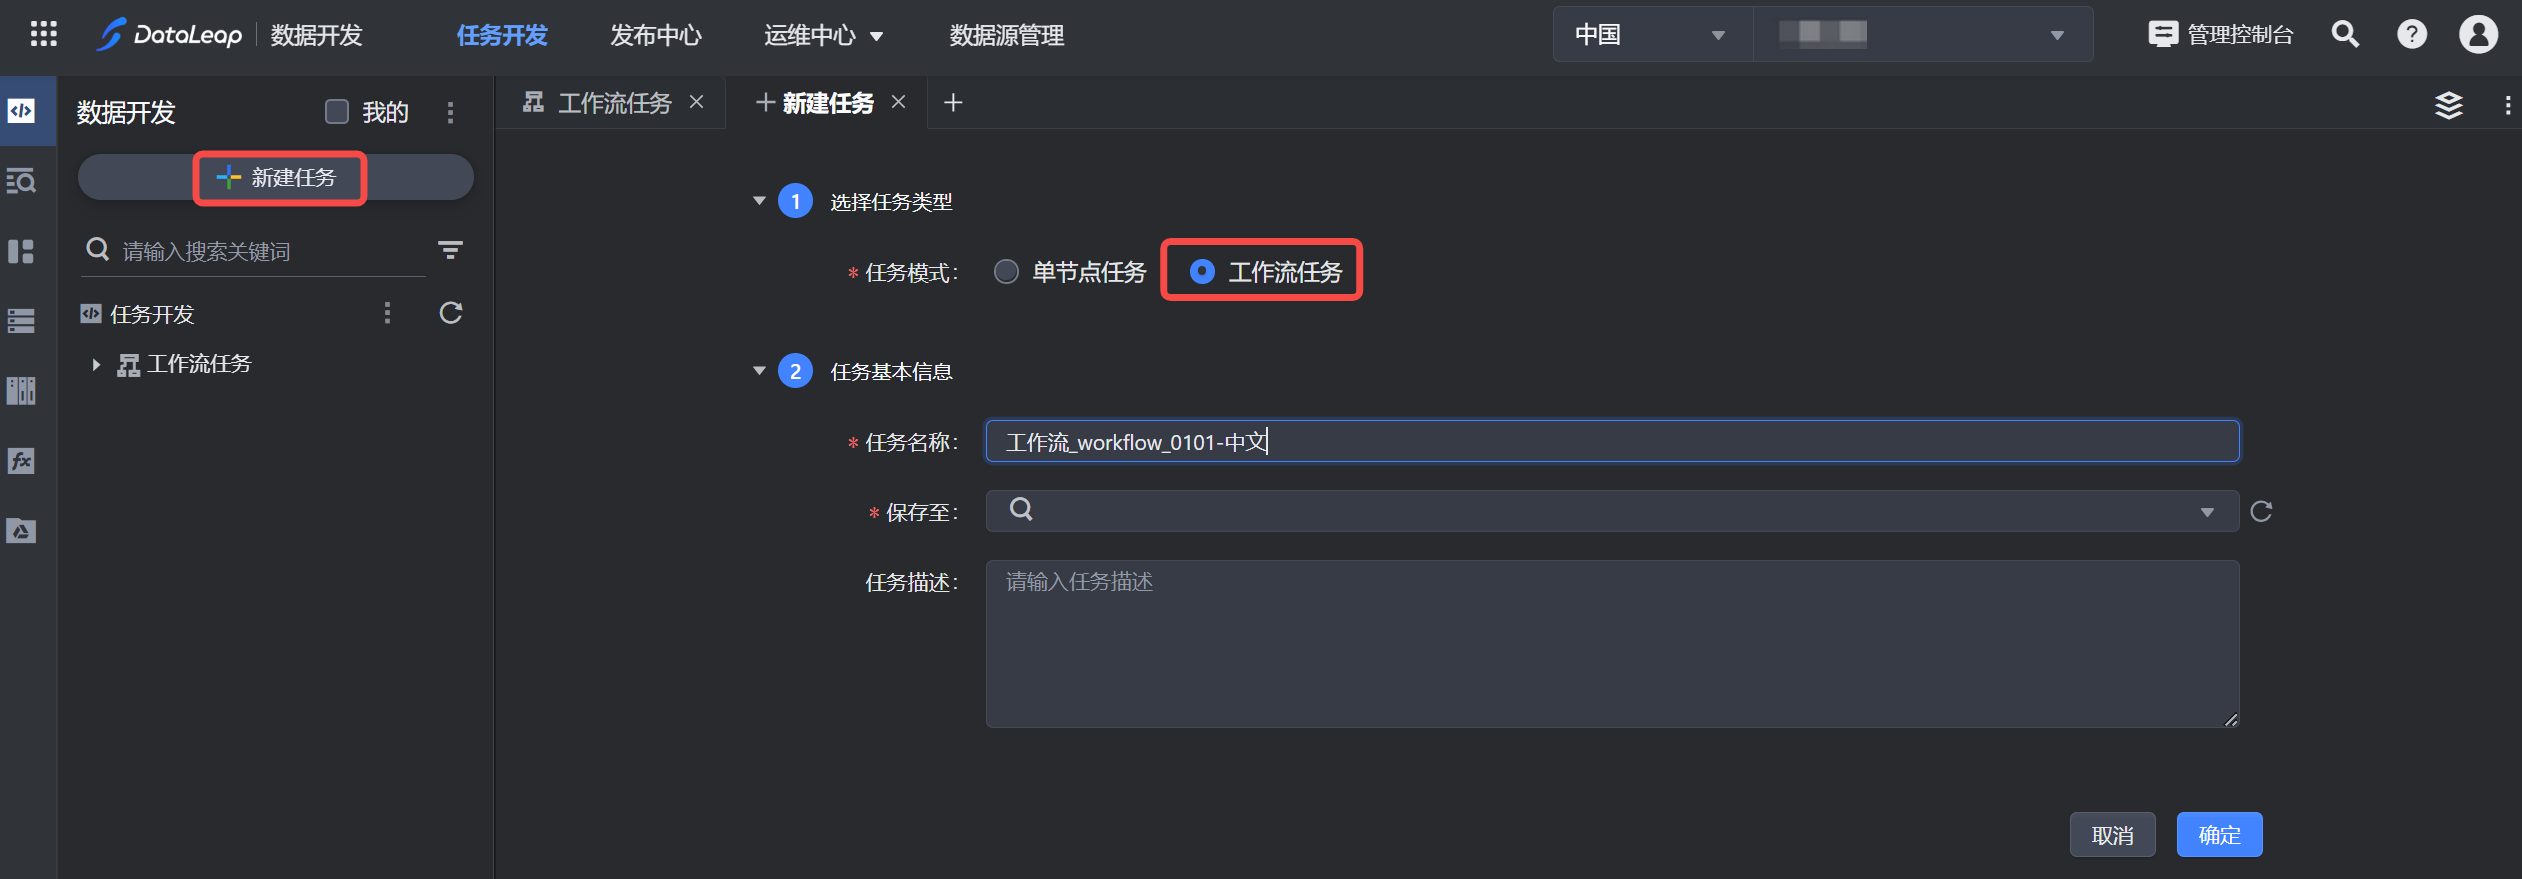 DataLeap 数据开发 任务开发 发布中心 运维中心 数据源管理 中国 管理控制台
数据开发 我的
新建任务
请输入搜索关键词
任务开发
工作流任务
工作流任务 新建任务
1 选择任务类型
* 任务模式： 单节点任务 工作流任务
2 任务基本信息
* 任务名称： 工作流_workflow_0101-中文
* 保存至：
任务描述： 请输入任务描述
取消 确定